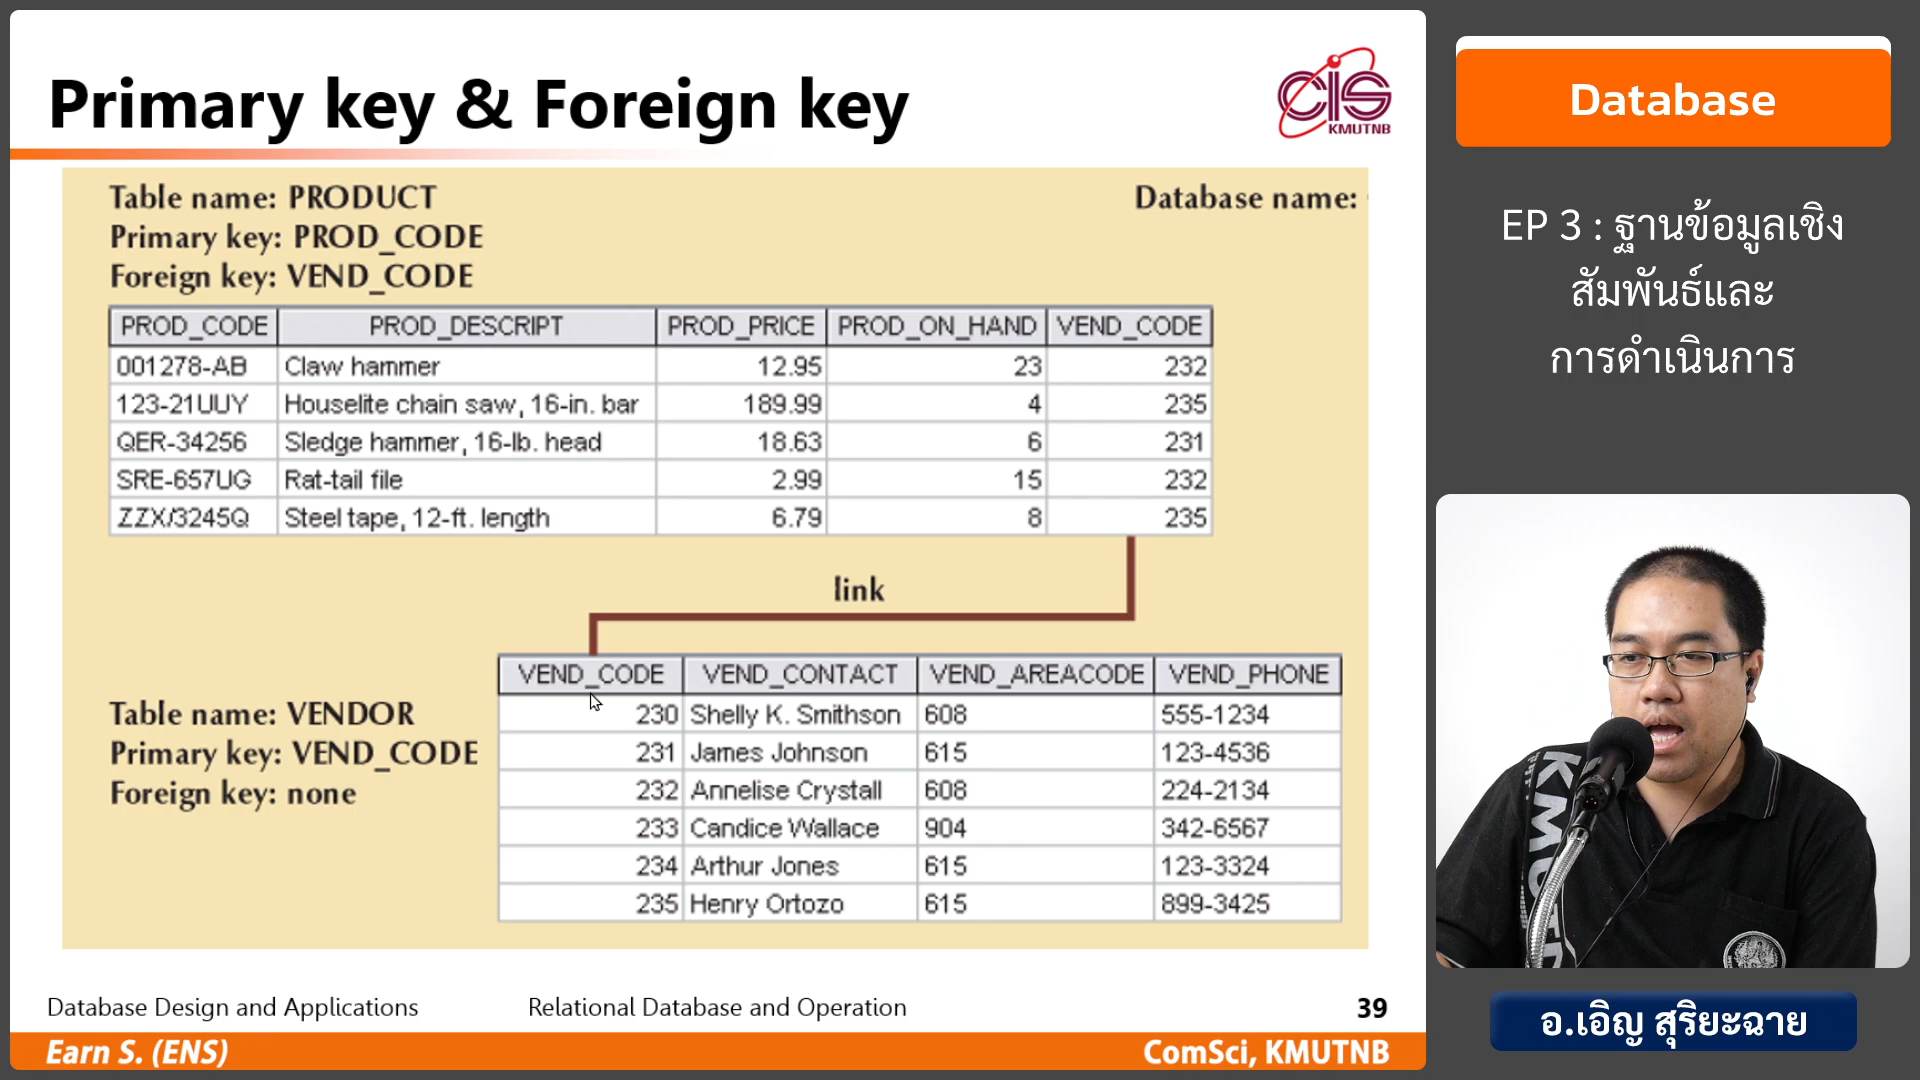 Primary key & Foreign key
CIS
KMUTNB
Table name: PRODUCT
Database name:
Primary key: PROD_CODE
Foreign key: VEND_CODE
PROD_CODE PROD_DESCRIPT PROD_PRICE PROD_ON_HAND VEND_CODE
001278-AB Claw hammer 12.95 23 232
123-21UUY Houselite chain saw, 16-in. bar 189.99 4 235
QER-34256 Sledge hammer, 16-lb. head 18.63 6 231
SRE-657UG Rat-tail file 2.99 15 232
ZZX/3245Q Steel tape, 12-ft. length 6.79 8 235
link
Table name: VENDOR
Primary key: VEND_CODE
Foreign key: none
VEND_CODE VEND_CONTACT VEND_AREACODE VEND_PHONE
230 Shelly K. Smithson 608 555-1234
231 James Johnson 615 123-4536
232 Annelise Crystall 608 224-2134
233 Candice Wallace 904 342-6567
234 Arthur Jones 615 123-3324
235 Henry Ortozo 615 899-3425
Database Design and Applications Relational Database and Operation 39
Earn S. (ENS) ComSci, KMUTNB
Database
EP 3 : ฐานข้อมูลเชิง
สัมพันธ์และ
การดำเนินการ
อ.เอิญ สุริยะฉาย